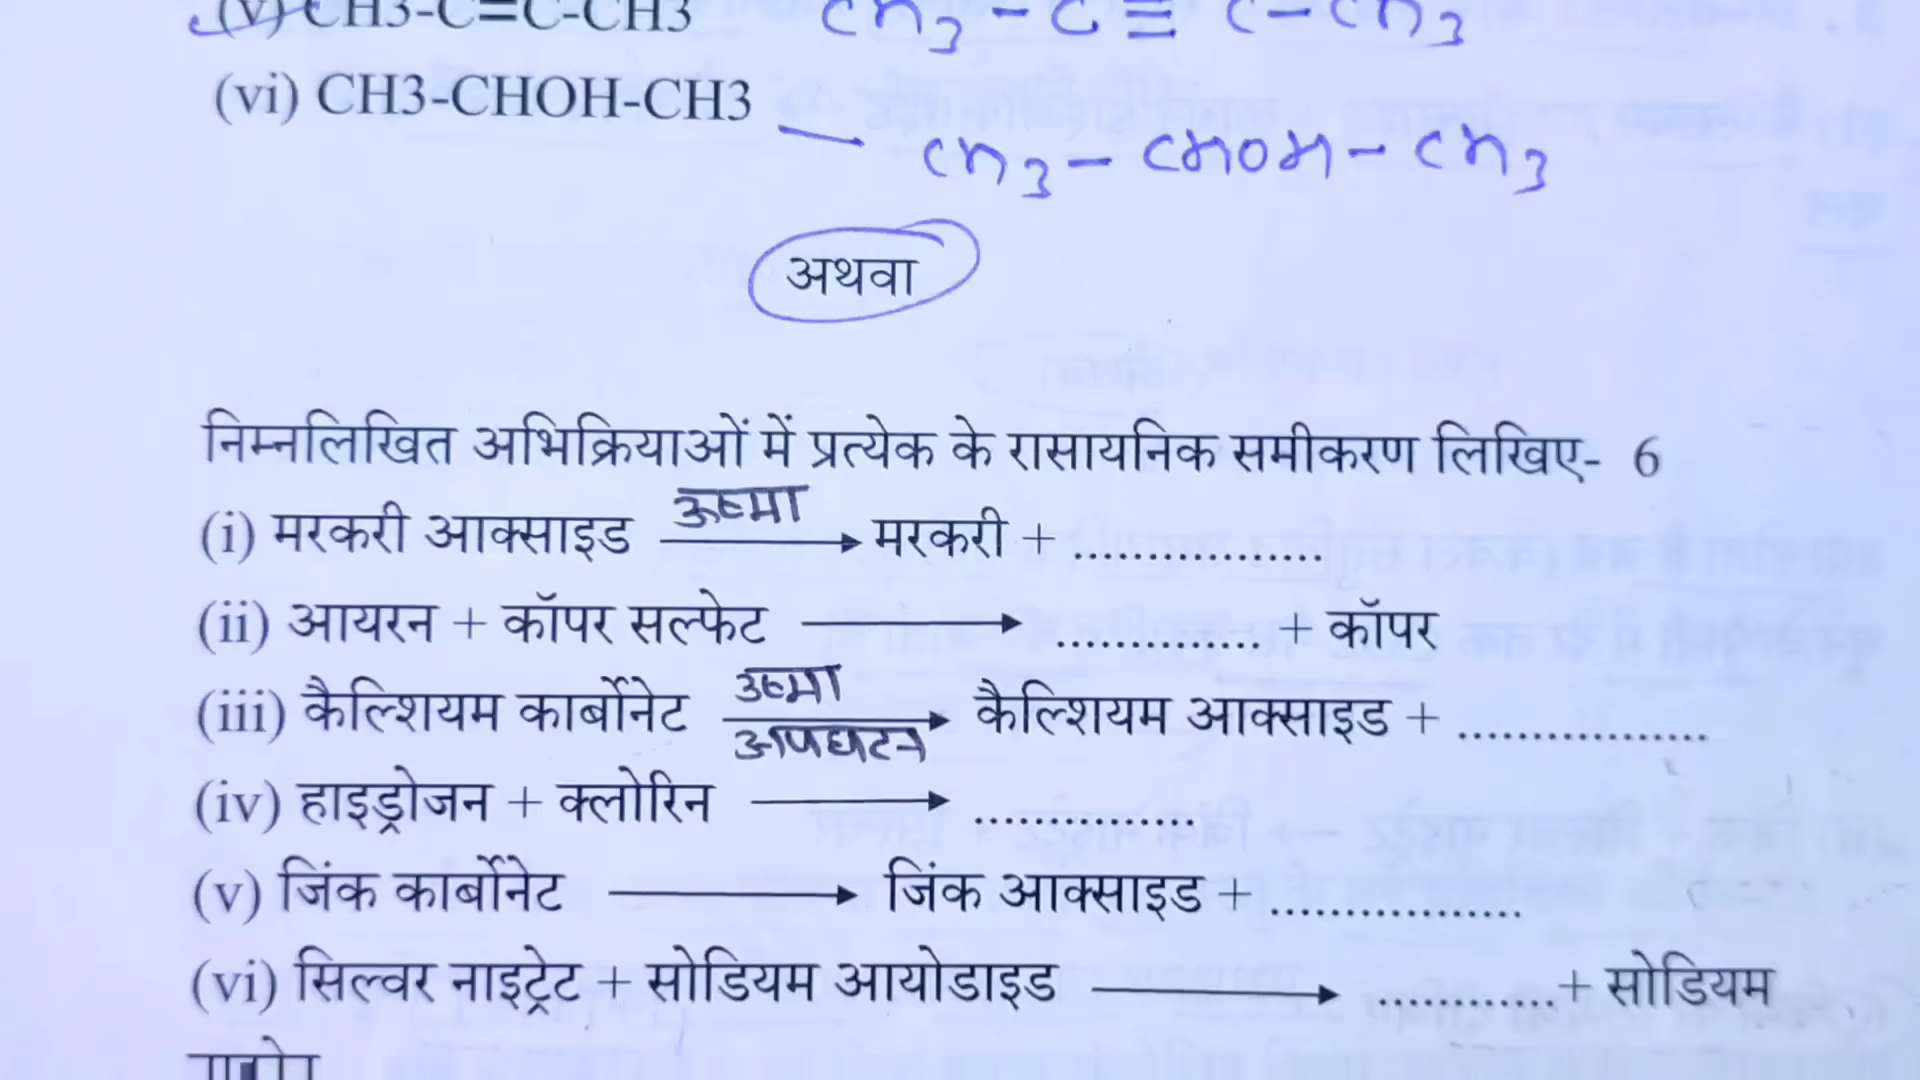 (v) CH3-C≡C-CH3 CH3 - C ≡ C - CH3
(vi) CH3-CHOH-CH3
— CH3 - CHOH - CH3
अथवा
निम्नलिखित अभिक्रियाओं में प्रत्येक के रासायनिक समीकरण लिखिए- 6
(i) मरकरी आक्साइड ऊष्मा → मरकरी + .................
(ii) आयरन + कॉपर सल्फेट → .............. + कॉपर
(iii) कैल्शियम कार्बोनेट उष्मा अपघटन → कैल्शियम आक्साइड + .................
(iv) हाइड्रोजन + क्लोरिन → ...............
(v) जिंक कार्बोनेट → जिंक आक्साइड + .................
(vi) सिल्वर नाइट्रेट + सोडियम आयोडाइड → ............+ सोडियम